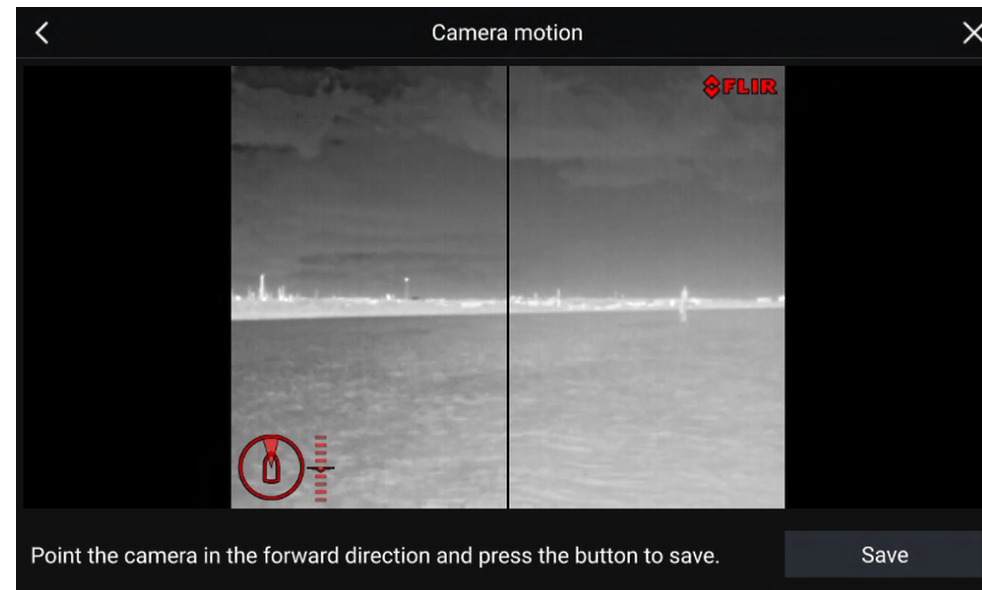 Camera motion
FLIR
Point the camera in the forward direction and press the button to save.
Save